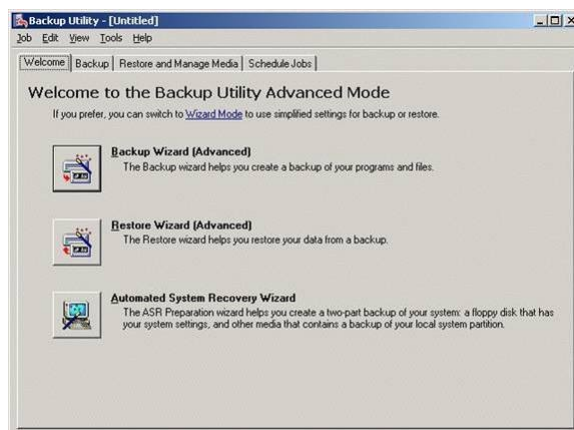 Backup Utility - [Untitled]
Job Edit View Tools Help
Welcome Backup Restore and Manage Media Schedule Jobs
Welcome to the Backup Utility Advanced Mode
If you prefer, you can switch to Wizard Mode to use simplified settings for backup or restore.
Backup Wizard (Advanced)
The Backup wizard helps you create a backup of your programs and files.
Restore Wizard (Advanced)
The Restore wizard helps you restore your data from a backup.
Automated System Recovery Wizard
The ASR Preparation wizard helps you create a two-part backup of your system: a floppy disk that has
your system settings, and other media that contains a backup of your local system partition.